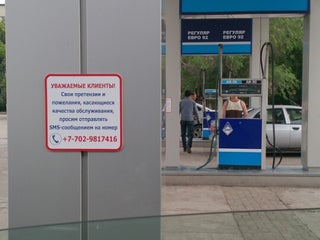 УВАЖАЕМЫЕ КЛИЕНТЫ!
Свои претензии и
пожелания, касающиеся
качества обслуживания,
просим отправлять
SMS-сообщением на номер
+7-702-9817416
РЕГУЛЯР
ЕВРО 92
РЕГУЛЯР
ЕВРО 92